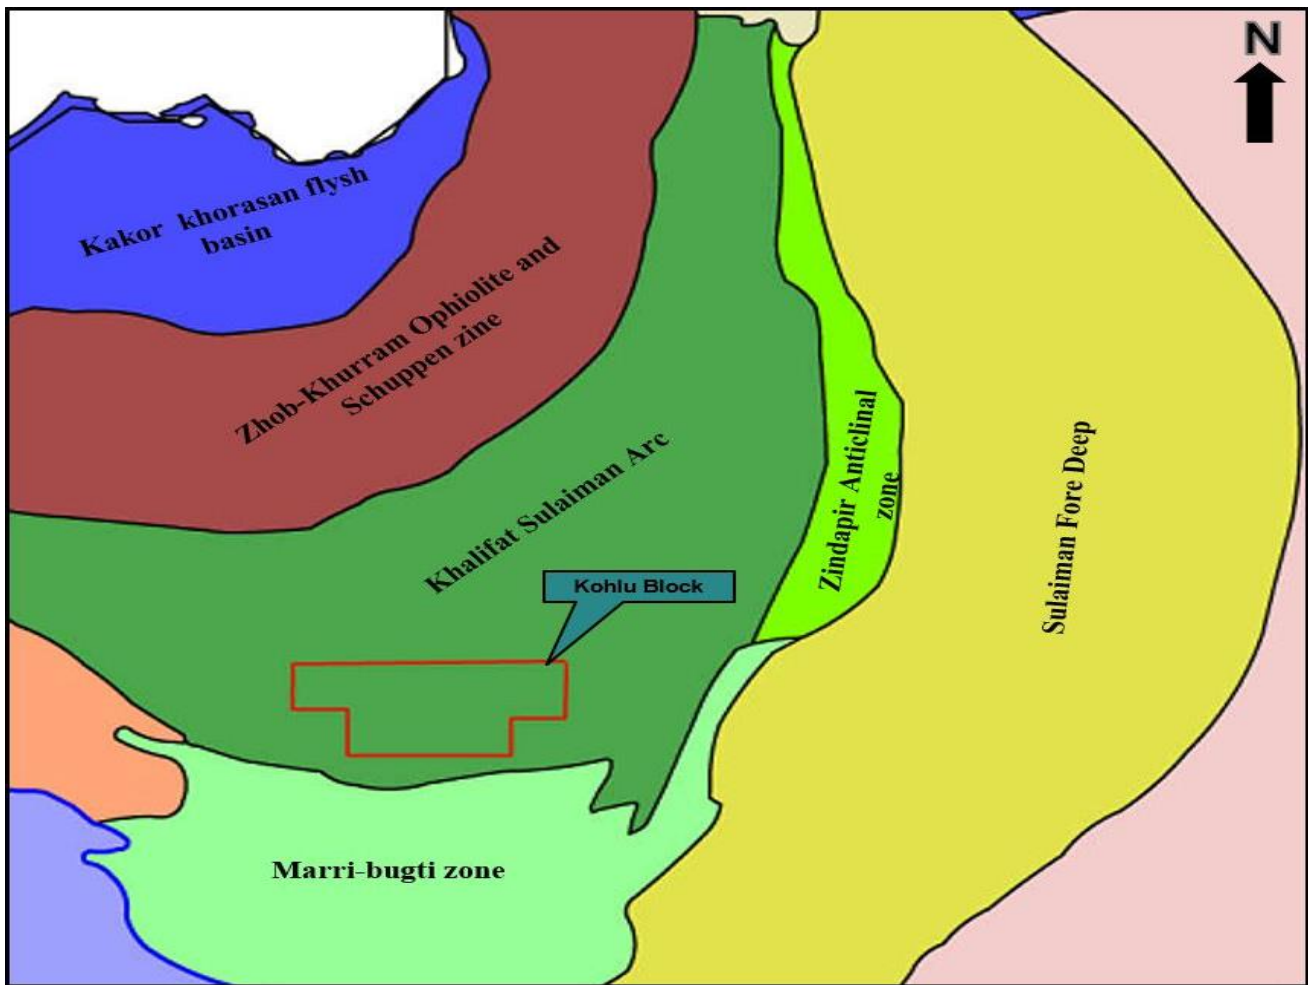 N
Kakor khorasan flysh
basin
Zhob-Khurram Ophiolite and
Schuppen zine
Khalifat Sulaiman Arc
Zindapir Anticlinal
zone
Sulaiman Fore Deep
Kohlu Block
Marri-bugti zone